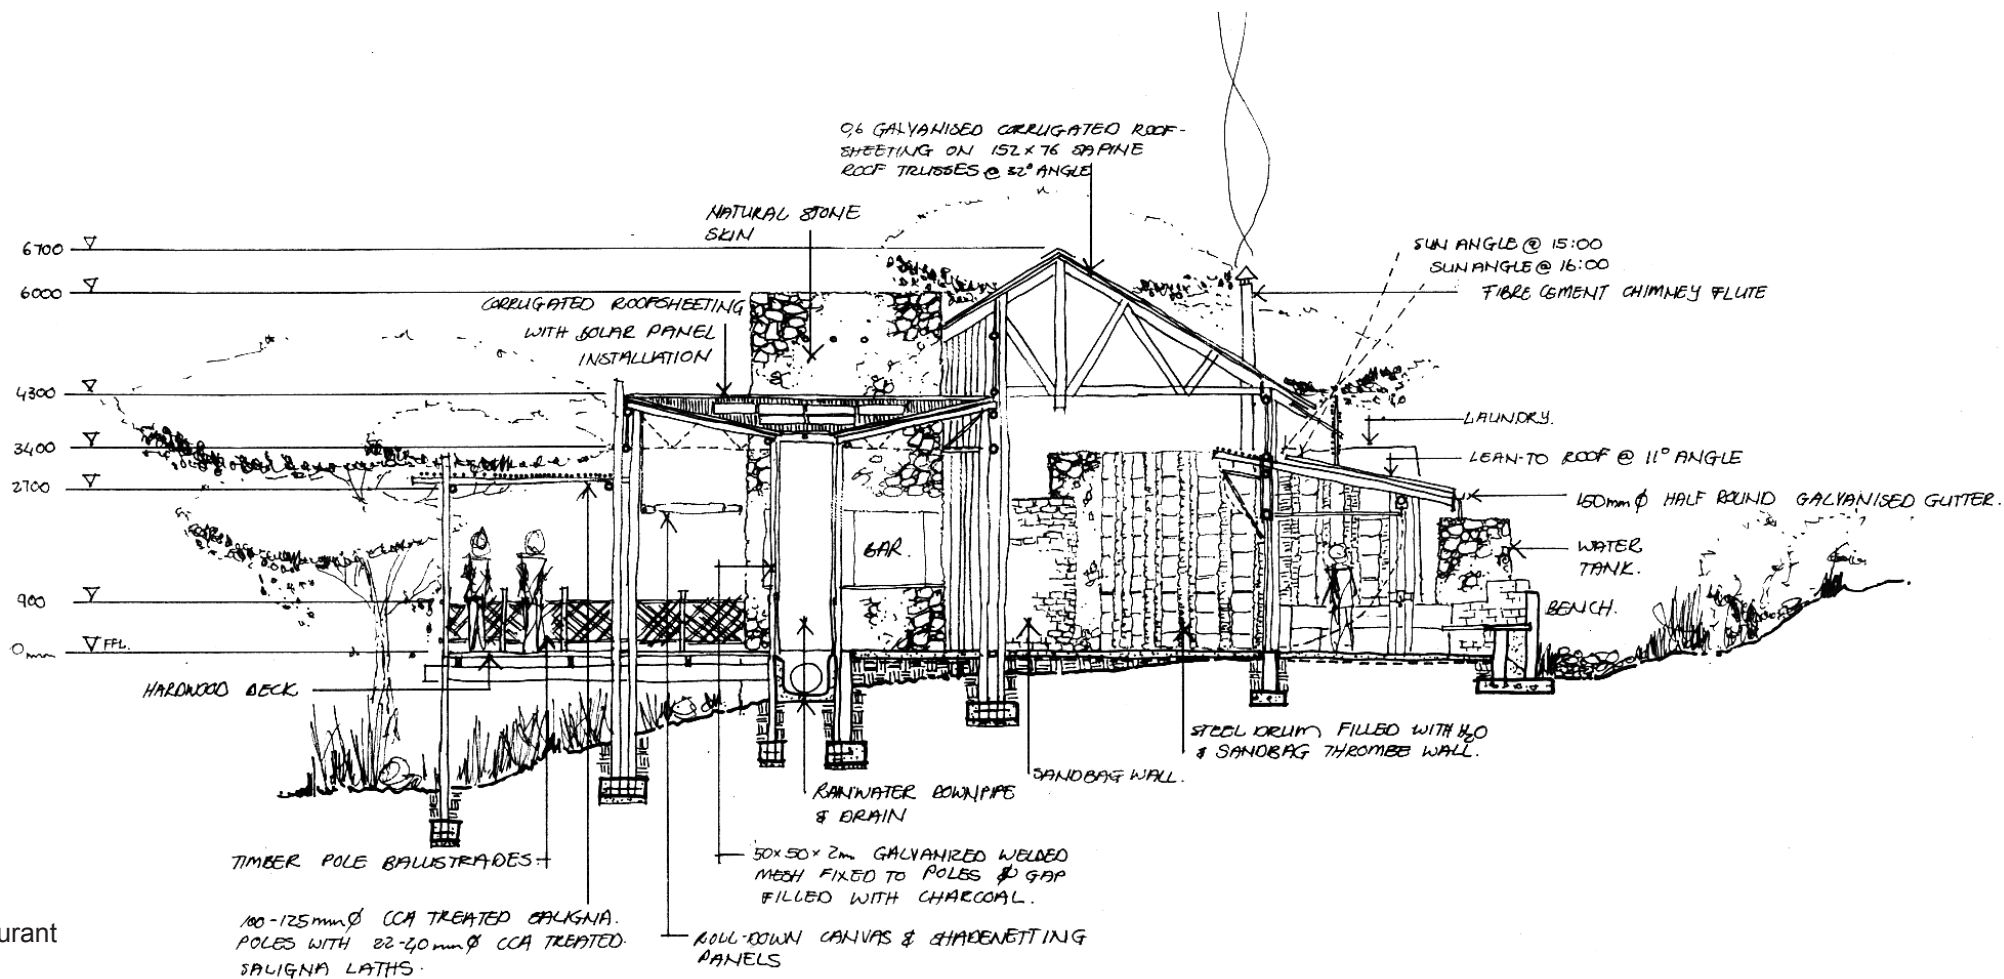 0,6 GALVANISED CORRUGATED ROOF-
SHEETING ON 152 X 76 SAPINE
ROOF TRUSSES @ 32° ANGLE
NATURAL STONE
SKIN
6700
6000
4300
3400
2700
900
0mm
FFL.
CORRUGATED ROOFSHEETING
WITH SOLAR PANEL
INSTALLATION
SUN ANGLE @ 15:00
SUN ANGLE @ 16:00
FIBRE CEMENT CHIMNEY FLUTE
LAUNDRY.
LEAN-TO ROOF @ 11° ANGLE
150mm Ø HALF ROUND GALVANISED GUTTER.
WATER
TANK.
BAR.
BENCH.
HARDWOOD DECK
STEEL DRUM FILLED WITH H2O
& SANDBAG THROMBE WALL.
SANDBAG WALL.
RAINWATER DOWNPIPE
& DRAIN
TIMBER POLE BALLUSTRADES
50 x 50 x 2mm GALVANIZED WELDED
MESH FIXED TO POLES & GAP
FILLED WITH CHARCOAL.
100-125mm Ø CCA TREATED SALIGNA.
POLES WITH 22-40mm Ø CCA TREATED.
SALIGNA LATHS.
ROLL-DOWN CANVAS & SHADENETTING
PANELS
urant